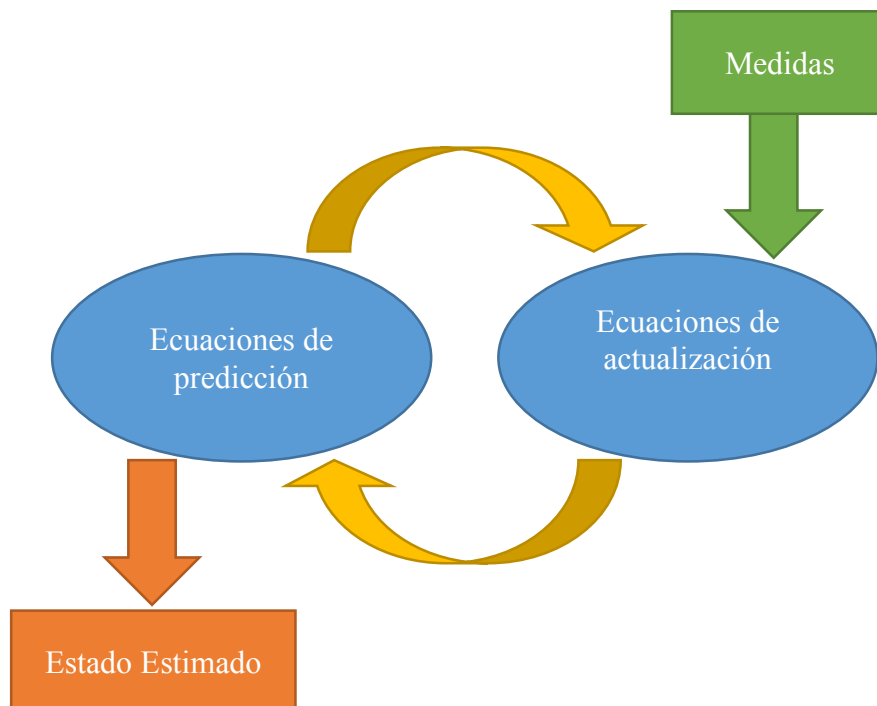 Medidas
Ecuaciones de
predicción
Ecuaciones de
actualización
Estado Estimado